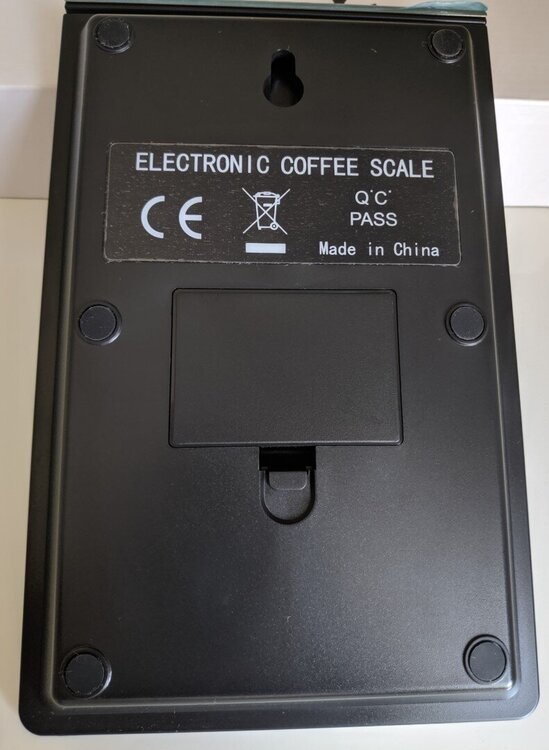 ELECTRONIC COFFEE SCALE
CE
Q'C'
PASS
Made in China